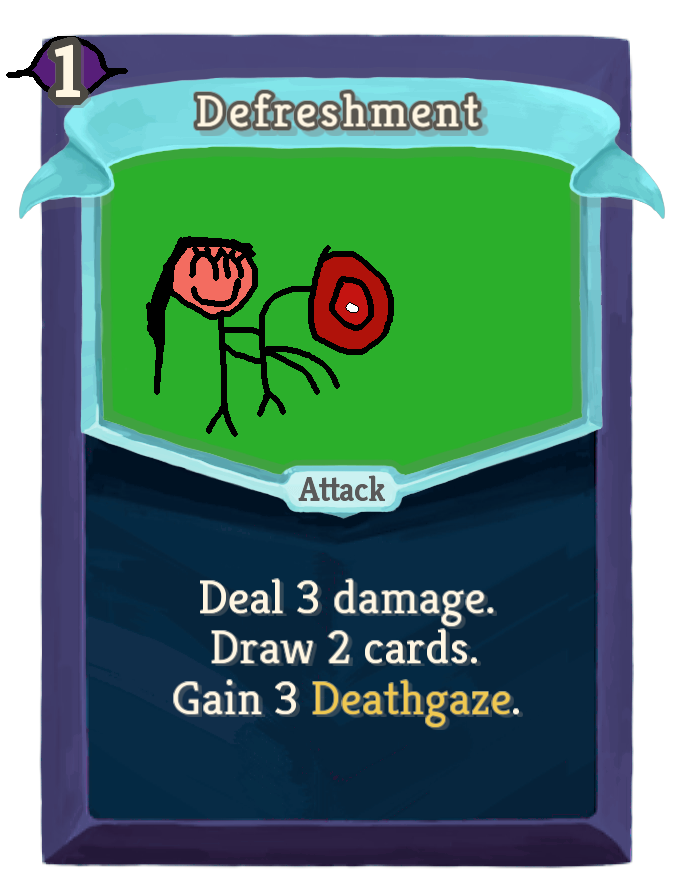 1
Defreshment
Attack
Deal 3 damage.
Draw 2 cards.
Gain 3 Deathgaze.